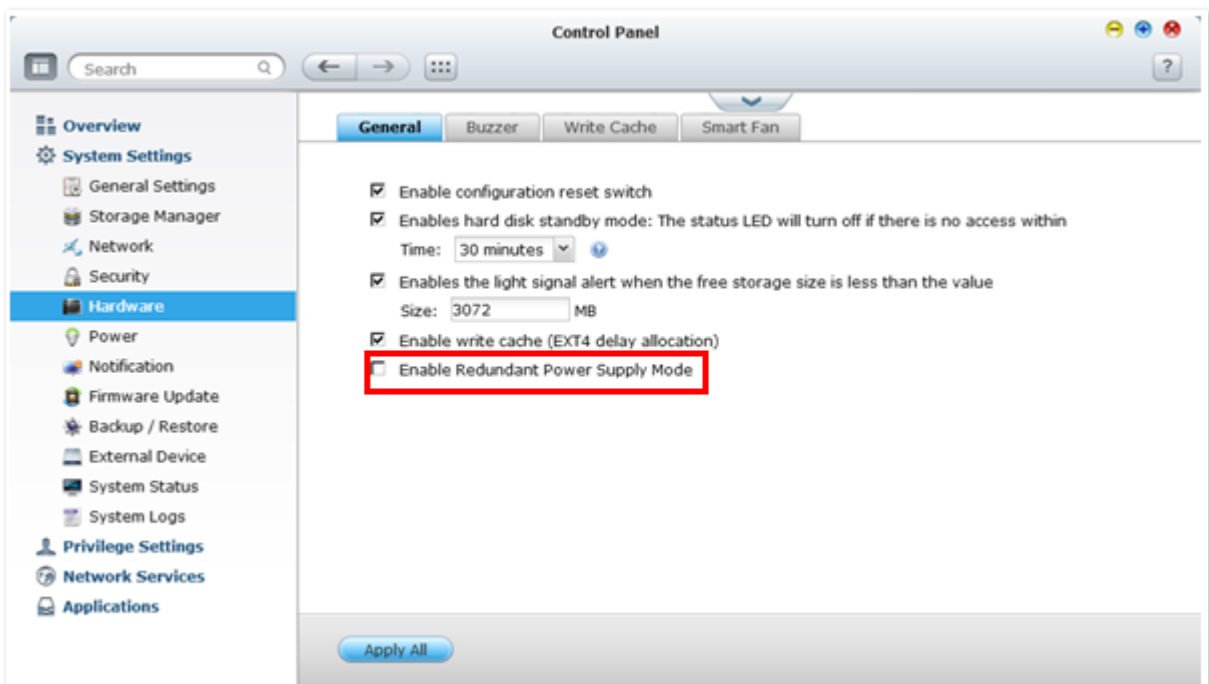 Control Panel
Search
?
Overview
System Settings
General Settings
Storage Manager
Network
Security
Hardware
Power
Notification
Firmware Update
Backup / Restore
External Device
System Status
System Logs
Privilege Settings
Network Services
Applications
General Buzzer Write Cache Smart Fan
Enable configuration reset switch
Enables hard disk standby mode: The status LED will turn off if there is no access within
Time: 30 minutes
Enables the light signal alert when the free storage size is less than the value
Size: 3072 MB
Enable write cache (EXT4 delay allocation)
Enable Redundant Power Supply Mode
Apply All